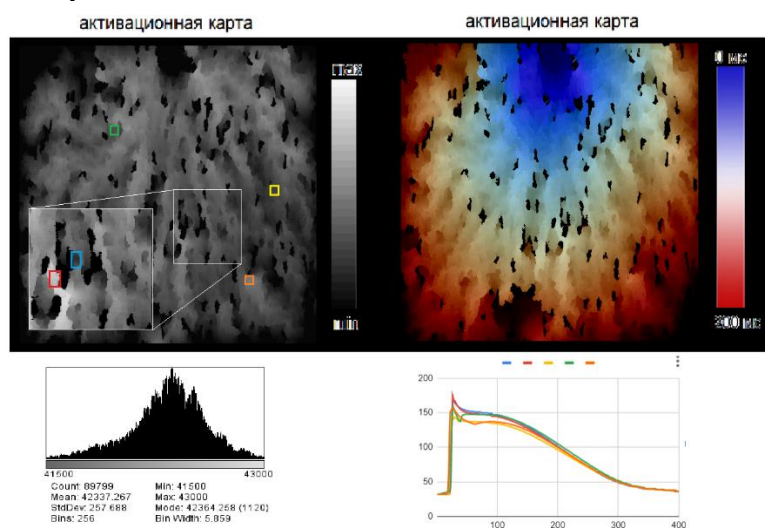 активационная карта
активационная карта
max
min
0 мс
300 мс
41500 43000
Count: 89799 Min: 41500
Mean: 42337.267 Max: 43000
StdDev: 257.688 Mode: 42364.258 (1120)
Bins: 256 Bin Width: 5.859
200
150
100
50
0
100 200 300 400